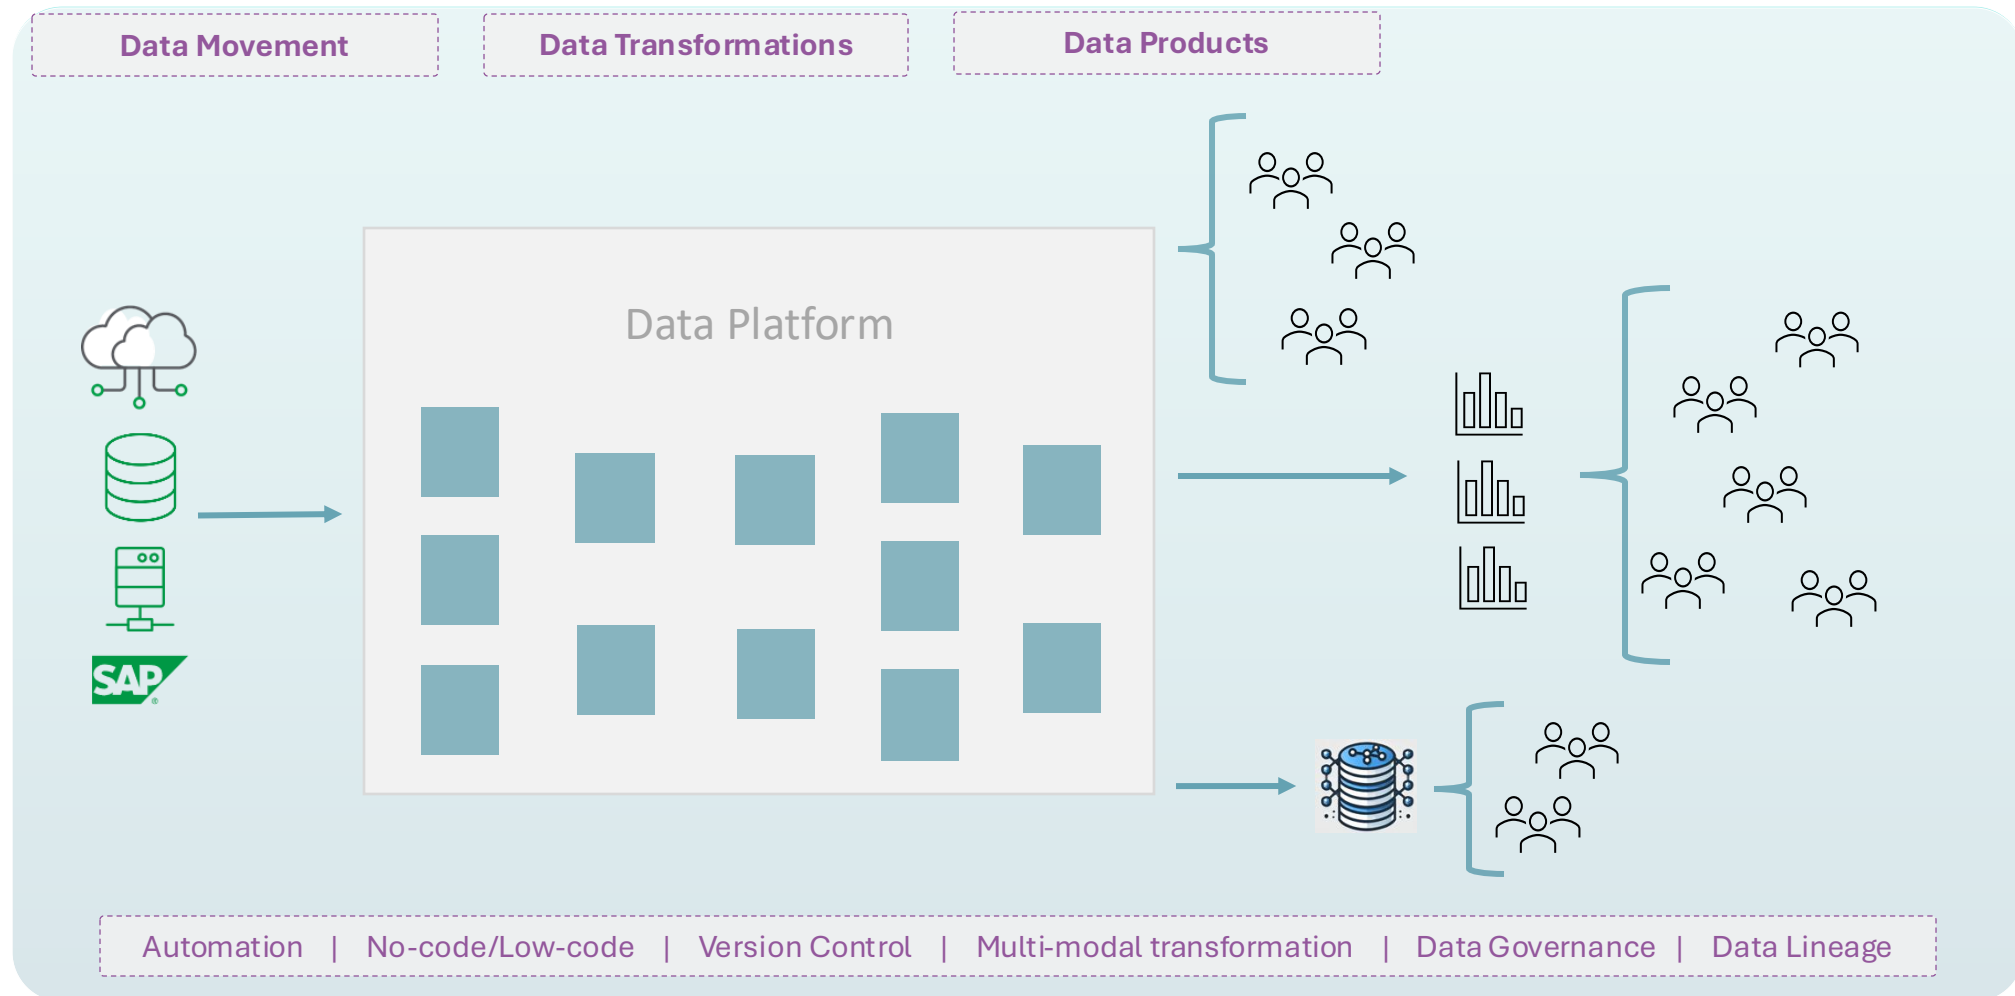 Data Movement
Data Transformations
Data Products
Data Platform
SAP®
Automation | No-code/Low-code | Version Control | Multi-modal transformation | Data Governance | Data Lineage